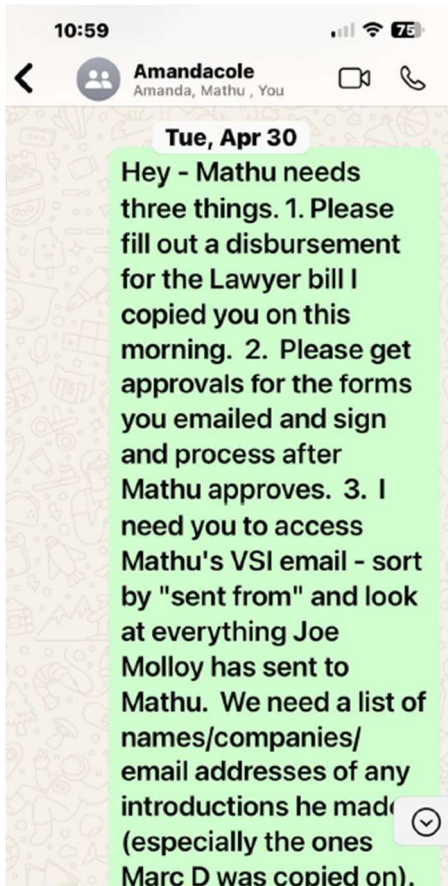 10:59
75
Amandacole
Amanda, Mathu , You
Tue, Apr 30
Hey - Mathu needs
three things. 1. Please
fill out a disbursement
for the Lawyer bill I
copied you on this
morning.  2.  Please get
approvals for the forms
you emailed and sign
and process after
Mathu approves.  3.  I
need you to access
Mathu's VSI email - sort
by "sent from" and look
at everything Joe
Molloy has sent to
Mathu.  We need a list of
names/companies/
email addresses of any
introductions he made
(especially the ones
Marc D was copied on).